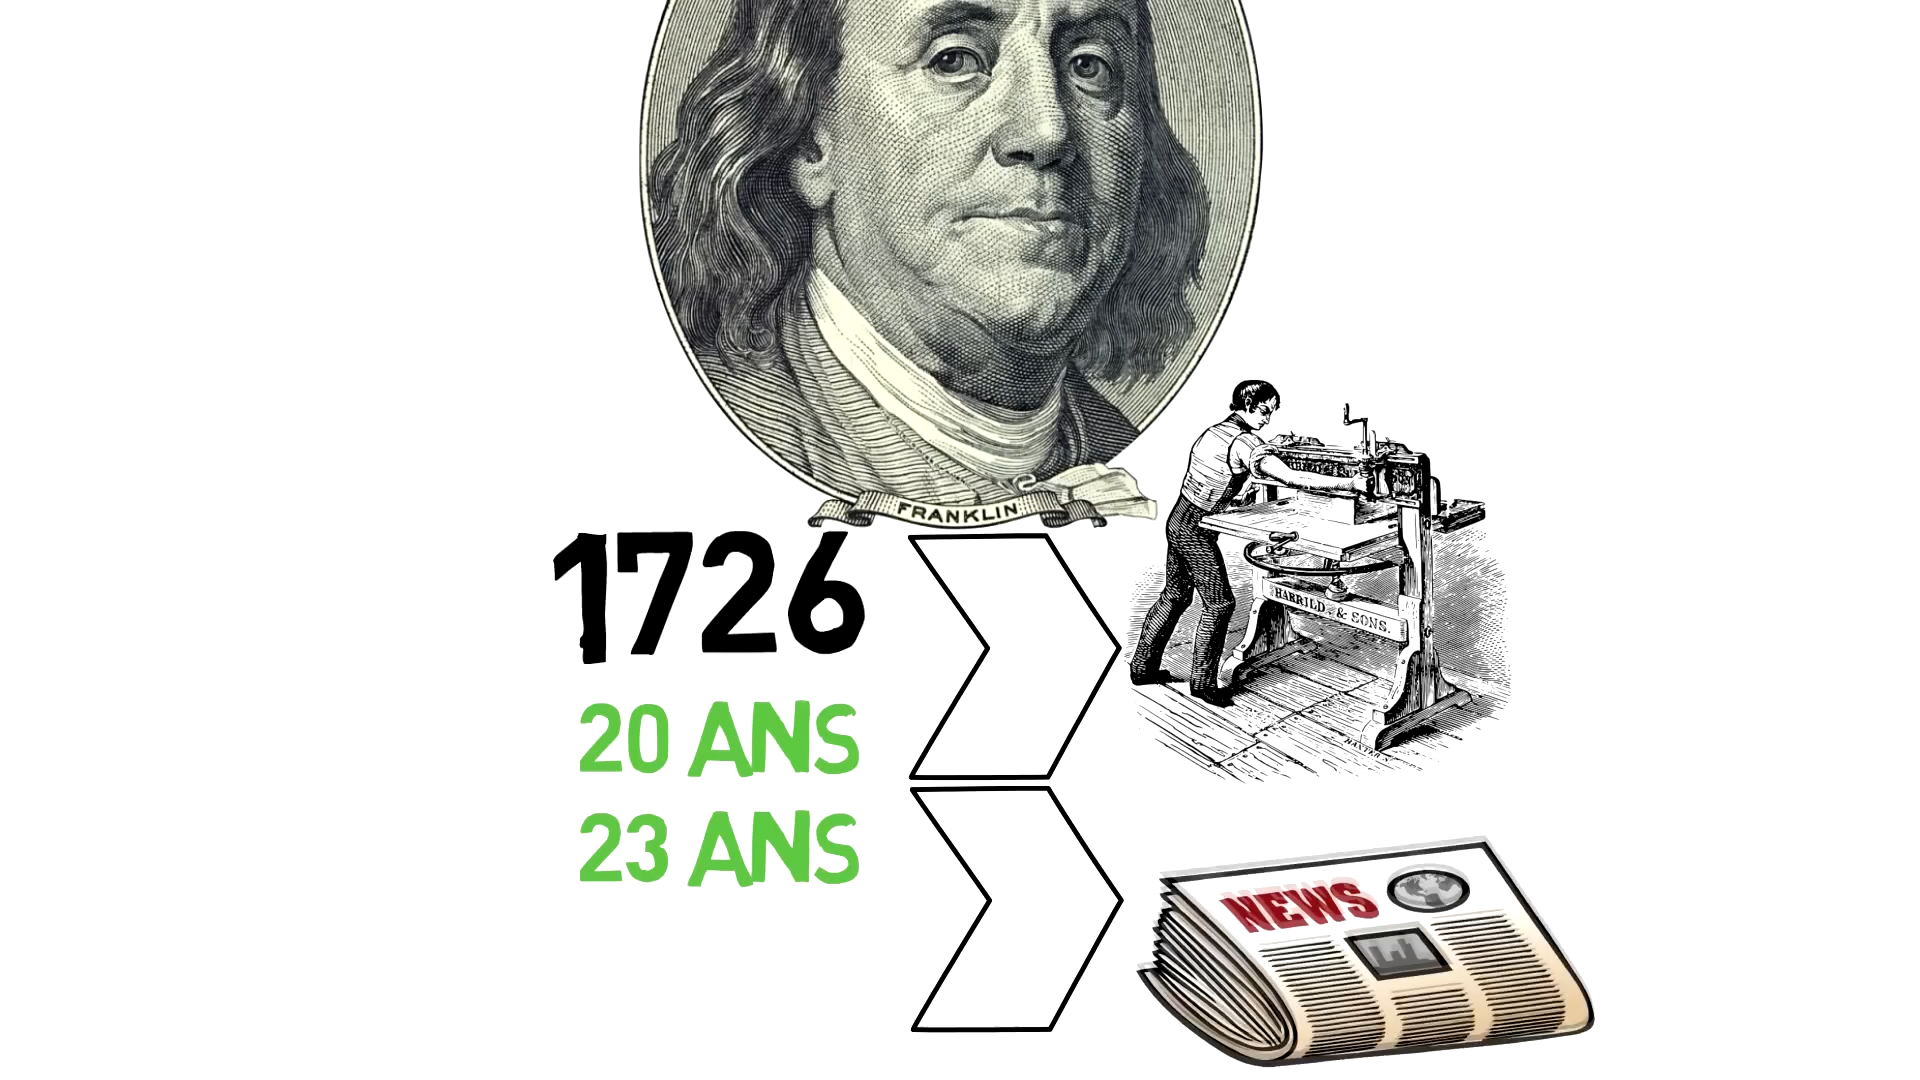 FRANKLIN
1726
20 ANS
23 ANS
HARRILD & SONS.
NEWS